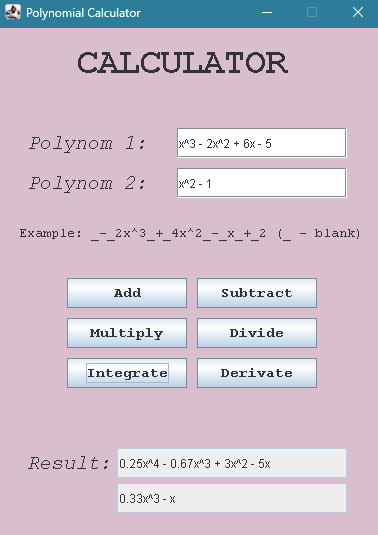 Polynomial Calculator
CALCULATOR
Polynom 1: x^3 - 2x^2 + 6x - 5
Polynom 2: x^2 - 1
Example: _-_2x^3_+_4x^2_-_x_+_2 (_ - blank)
Add Subtract
Multiply Divide
Integrate Derivate
Result: 0.25x^4 - 0.67x^3 + 3x^2 - 5x
0.33x^3 - x